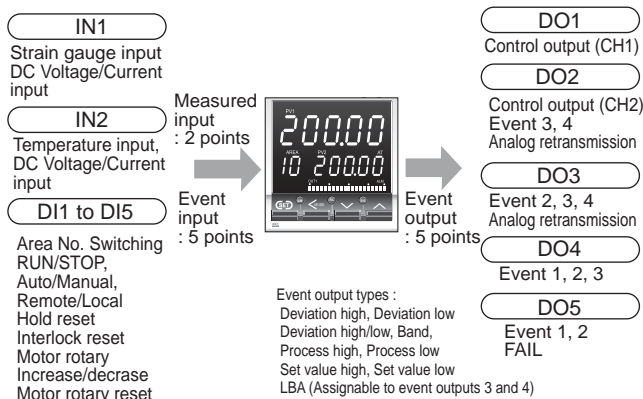 IN1
Strain gauge input
DC Voltage/Current
input
IN2
Temperature input,
DC Voltage/Current
input
DI1 to DI5
Area No. Switching
RUN/STOP,
Auto/Manual,
Remote/Local
Hold reset
Interlock reset
Motor rotary
Increase/decrase
Motor rotary reset
Measured
input
: 2 points
Event
input
: 5 points
PV1
200.00
AREA PV2 AT
10 200.00
OUT1 ALM
SET
Event
output
: 5 points
Event output types :
Deviation high, Deviation low
Deviation high/low, Band,
Process high, Process low
Set value high, Set value low
LBA (Assignable to event outputs 3 and 4)
DO1
Control output (CH1)
DO2
Control output (CH2)
Event 3, 4
Analog retransmission
DO3
Event 2, 3, 4
Analog retransmission
DO4
Event 1, 2, 3
DO5
Event 1, 2
FAIL